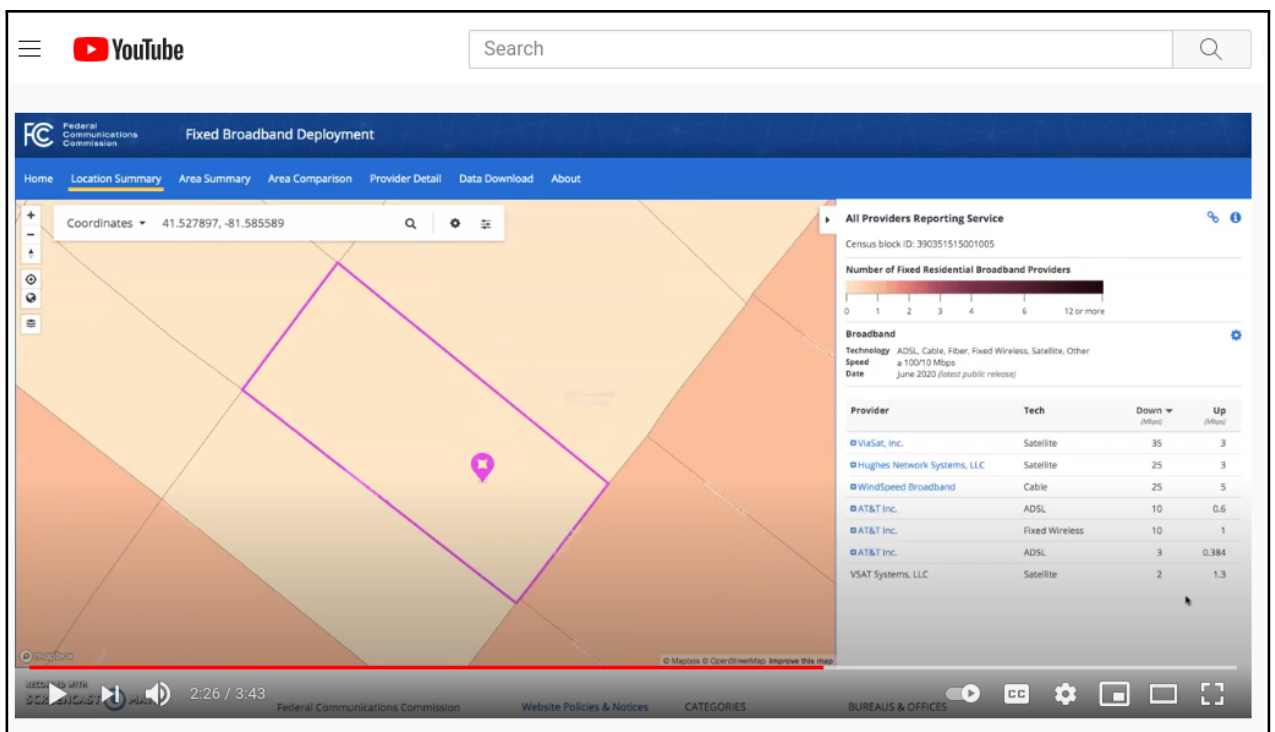 YouTube
Search
FCC Federal Communications Commission
Fixed Broadband Deployment
Home Location Summary Area Summary Area Comparison Provider Detail Data Download About
+
−
Coordinates 41.527897, -81.585589
All Providers Reporting Service
Census block ID: 390351515001005
Number of Fixed Residential Broadband Providers
0 1 2 3 4 6 12 or more
Broadband
Technology ADSL, Cable, Fiber, Fixed Wireless, Satellite, Other
Speed ≥ 100/10 Mbps
Date June 2020 (latest public release)
Provider Tech Down (Mbps) Up (Mbps)
ViaSat, Inc. Satellite 35 3
Hughes Network Systems, LLC Satellite 25 3
WindSpeed Broadband Cable 25 5
AT&T Inc. ADSL 10 0.6
AT&T Inc. Fixed Wireless 10 1
AT&T Inc. ADSL 3 0.384
VSAT Systems, LLC Satellite 2 1.3
mapbox
© Mapbox © OpenStreetMap Improve this map
RECORDED WITH
2:26 / 3:43
CC
Federal Communications Commission Website Policies & Notices CATEGORIES BUREAUS & OFFICES